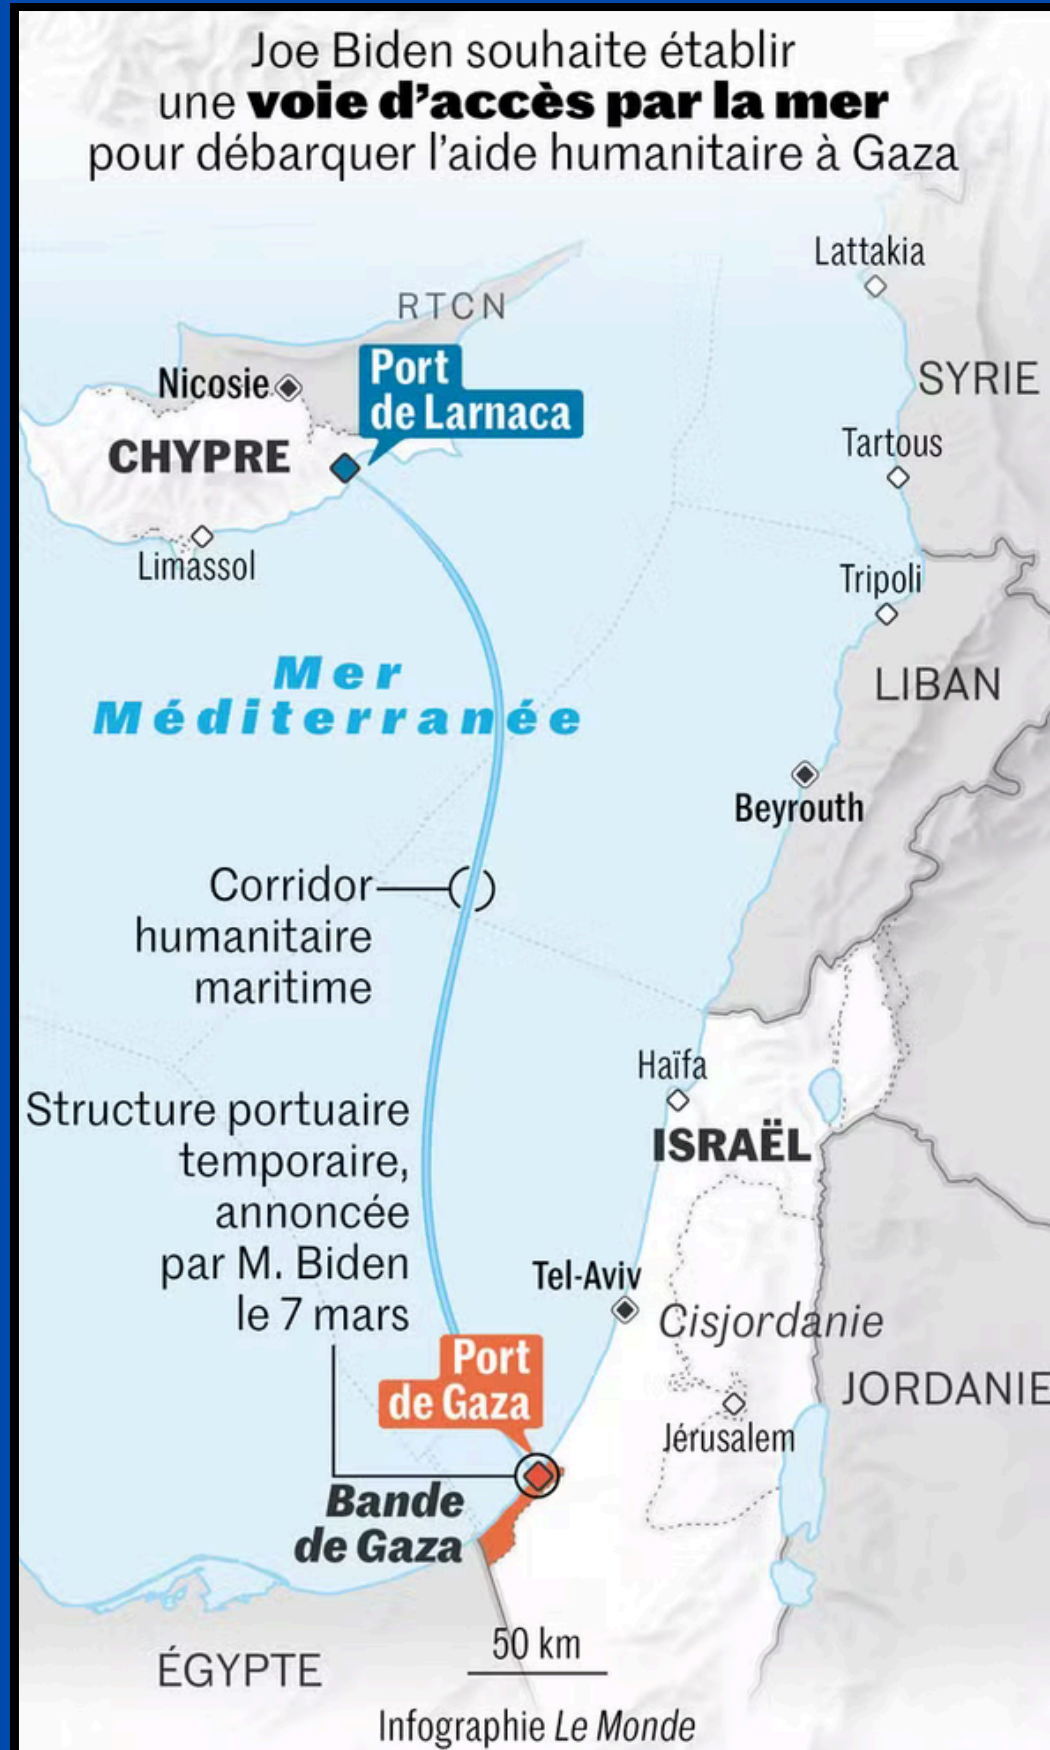 Joe Biden souhaite établir
une voie d'accès par la mer
pour débarquer l'aide humanitaire à Gaza
Lattakia
RTCN
Port
de Larnaca
Nicosie
SYRIE
CHYPRE
Tartous
Limassol
Tripoli
Mer
Méditerranée
LIBAN
Beyrouth
Corridor
humanitaire
maritime
Haïfa
Structure portuaire
temporaire,
annoncée
par M. Biden
le 7 mars
ISRAËL
Tel-Aviv
Cisjordanie
Port
de Gaza
JORDANIE
Jérusalem
Bande
de Gaza
50 km
ÉGYPTE
Infographie Le Monde